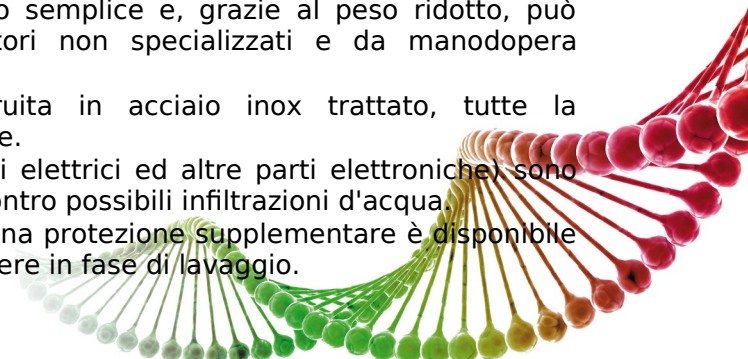 semplice e, grazie al peso ridotto, può
tori non specializzati e da manodopera
ruita in acciaio inox trattato, tutte la
e.
i elettrici ed altre parti elettroniche) sono
ontro possibili infiltrazioni d'acqua.
na protezione supplementare è disponibile
ere in fase di lavaggio.